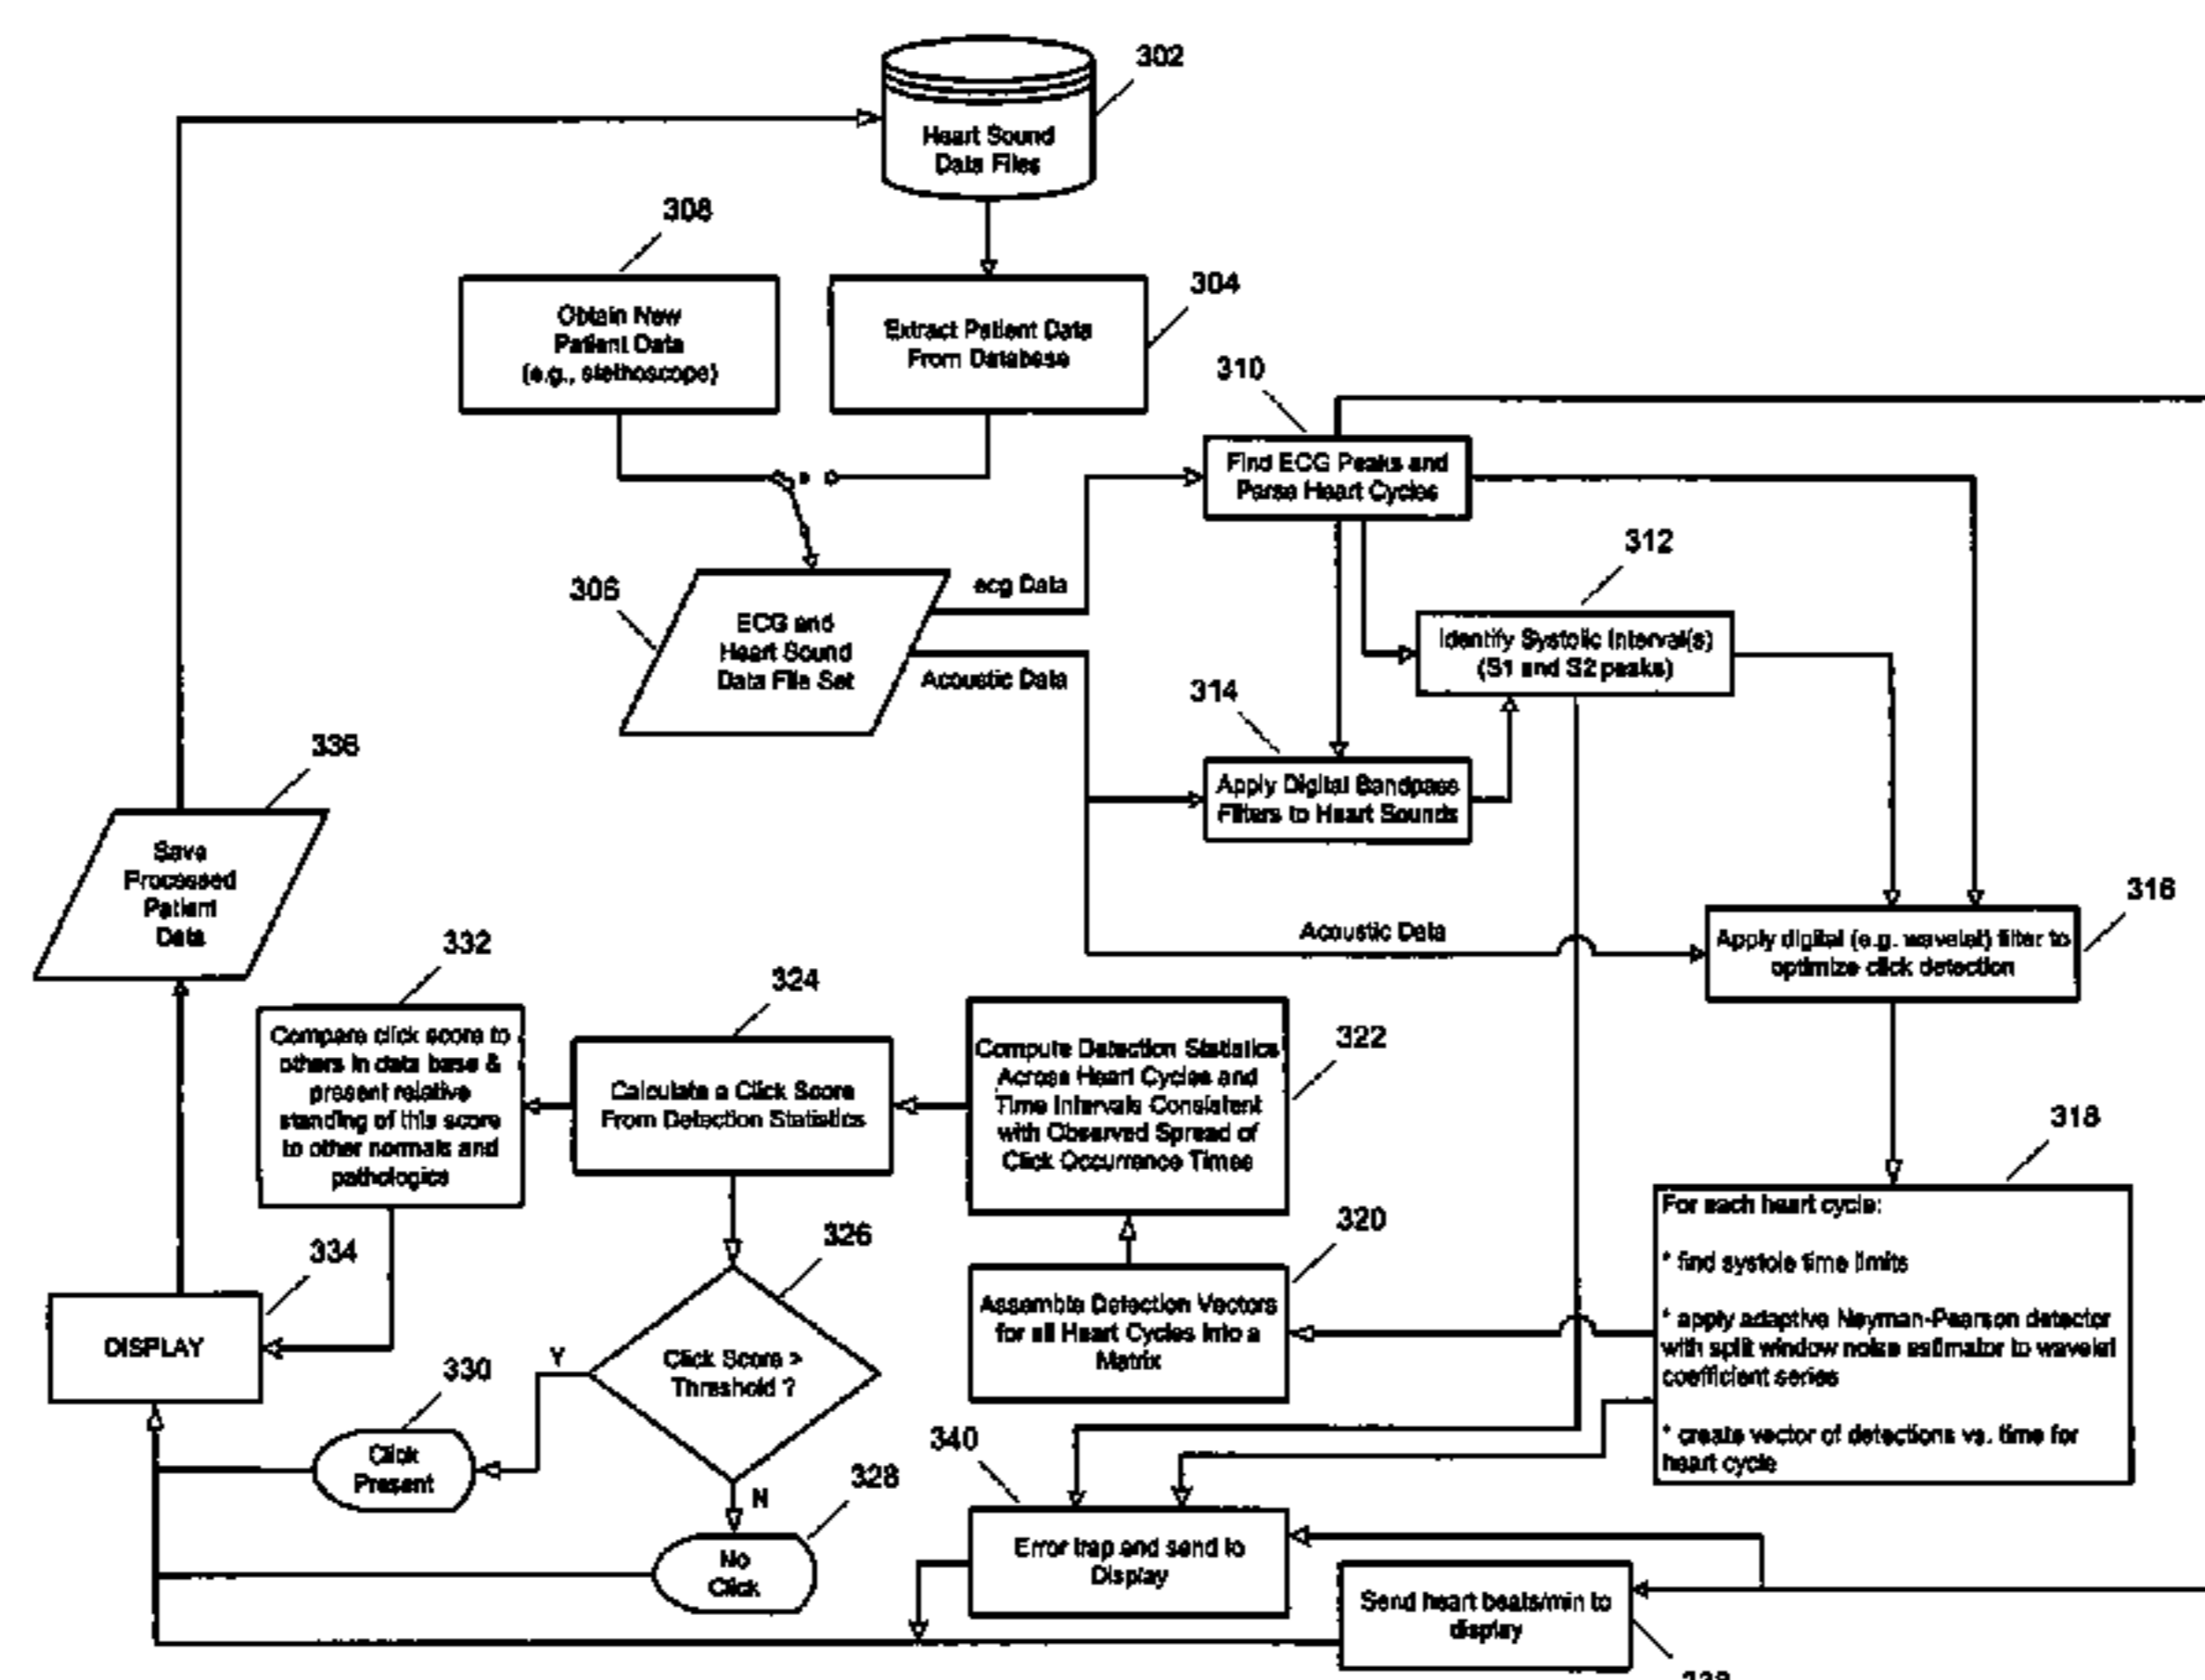 302
Heart Sound
Data Files
308
Obtain New
Patient Data
(e.g., stethoscope)
304
Extract Patient Data
From Database
310
Find ECG Peaks and
Parse Heart Cycles
306
ECG and
Heart Sound
Data File Set
ecg Data
Acoustic Data
312
Identify Systolic Interval(s)
(S1 and S2 peaks)
314
Apply Digital Bandpass
Filters to Heart Sounds
336
Save
Processed
Patient
Data
Acoustic Data
316
Apply digital (e.g. wavelet) filter to
optimize click detection
332
Compare click score to
others in data base &
present relative
standing of this score
to other normals and
pathologics
324
Calculate a Click Score
From Detection Statistics
322
Compute Detection Statistics
Across Heart Cycles and
Time Intervals Consistent
with Observed Spread of
Click Occurrence Times
318
For each heart cycle:
* find systole time limits
* apply adaptive Neyman-Pearson detector
with split window noise estimator to wavelet
coefficient series
* create vector of detections vs. time for
heart cycle
320
Assemble Detection Vectors
for all Heart Cycles into a
Matrix
334
DISPLAY
326
Click Score >
Threshold ?
Y
N
330
Click
Present
328
No
Click
340
Error trap and send to
Display
Send heart beats/min to
display